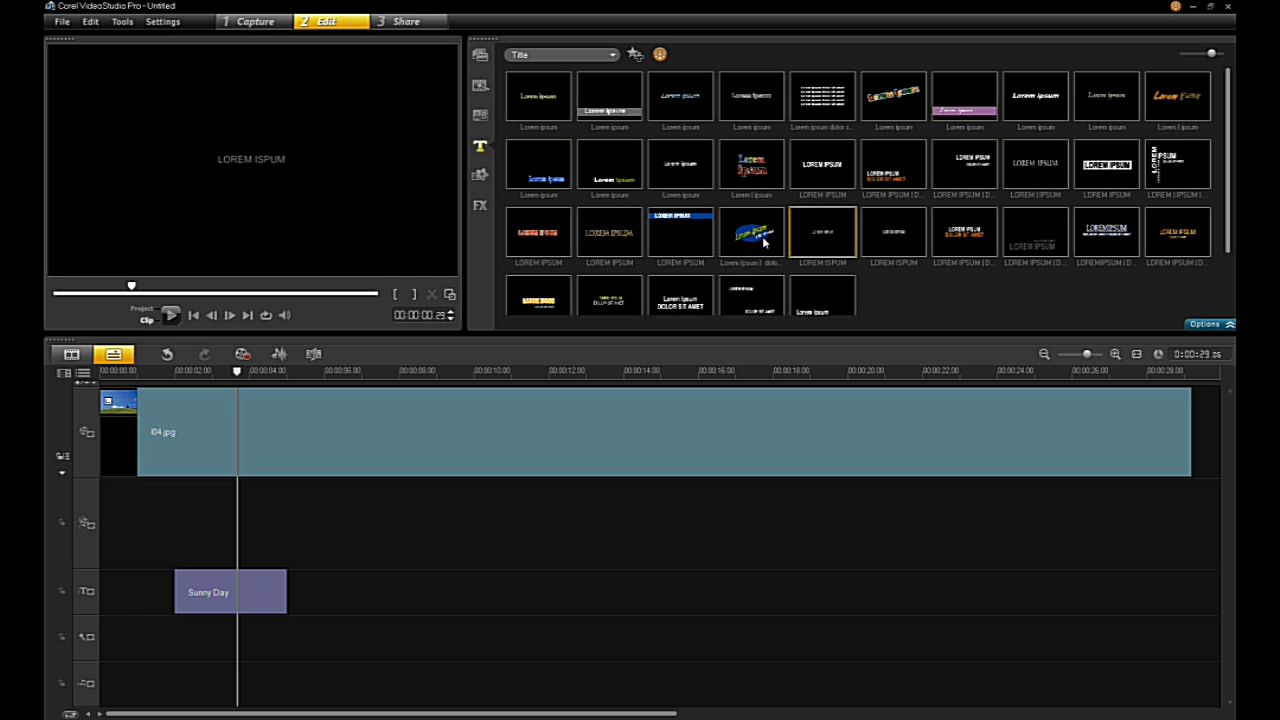 Corel VideoStudio Pro - Untitled
File Edit Tools Settings 1 Capture 2 Edit 3 Share
Title
LOREM ISPUM
Lorem ipsum Lorem ipsum Lorem ipsum Lorem ipsum Lorem ipsum dolor s... Lorem ipsum Lorem ipsum Lorem ipsum Lorem ipsum Lorem | ipsum
Lorem ipsum Lorem ipsum Lorem ipsum Lorem | ipsum LOREM IPSUM LOREM IPSUM | D... LOREM IPSUM | D... LOREM IPSUM LOREM IPSUM LOREM | IPSUM | ...
LOREM IPSUM LOREM IPSUM LOREM IPSUM Lorem Ipsum | dolo... LOREM ISPUM LOREM IPSUM LOREM IPSUM | D... LOREM IPSUM | D... LOREMIPSUM | D... LOREM IPSUM | D...
Project
Clip
00:00:00.29
Options
0:00:29.06
00:00:00.00 00:00:02.00 00:00:04.00 00:00:06.00 00:00:08.00 00:00:10.00 00:00:12.00 00:00:14.00 00:00:16.00 00:00:18.00 00:00:20.00 00:00:22.00 00:00:24.00 00:00:26.00 00:00:28.00
I04.jpg
Sunny Day